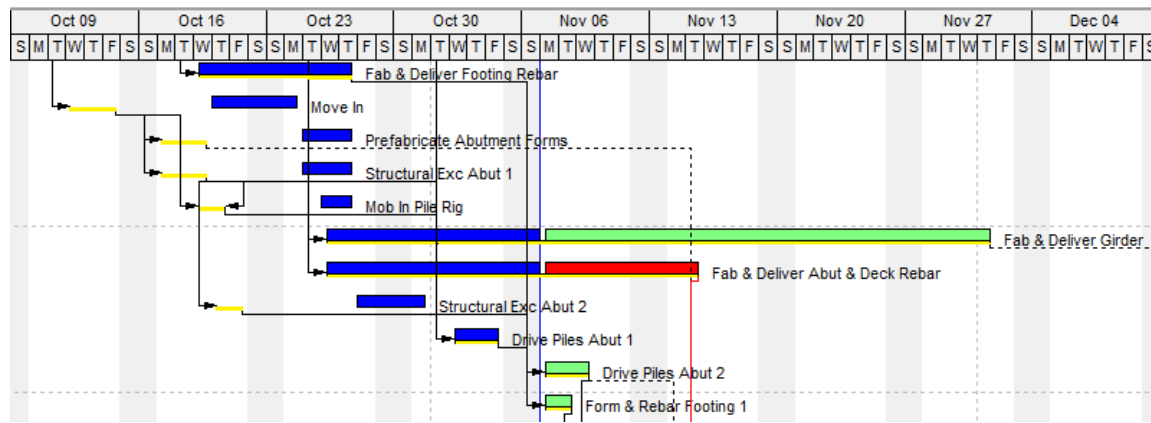 Oct 09 Oct 16 Oct 23 Oct 30 Nov 06 Nov 13 Nov 20 Nov 27 Dec 04
S M T W T F S S M T W T F S S M T W T F S S M T W T F S S M T W T F S S M T W T F S S M T W T F S S M T W T F S S M T W T F S
Fab & Deliver Footing Rebar
Move In
Prefabricate Abutment Forms
Structural Exc Abut 1
Mob In Pile Rig
Fab & Deliver Girder
Fab & Deliver Abut & Deck Rebar
Structural Exc Abut 2
Drive Piles Abut 1
Drive Piles Abut 2
Form & Rebar Footing 1